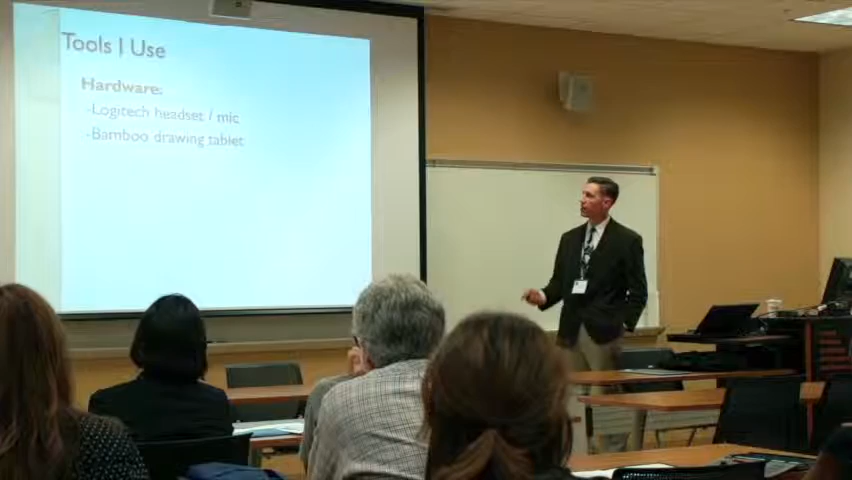 Tools I Use
Hardware:
-Logitech headset / mic
-Bamboo drawing tablet